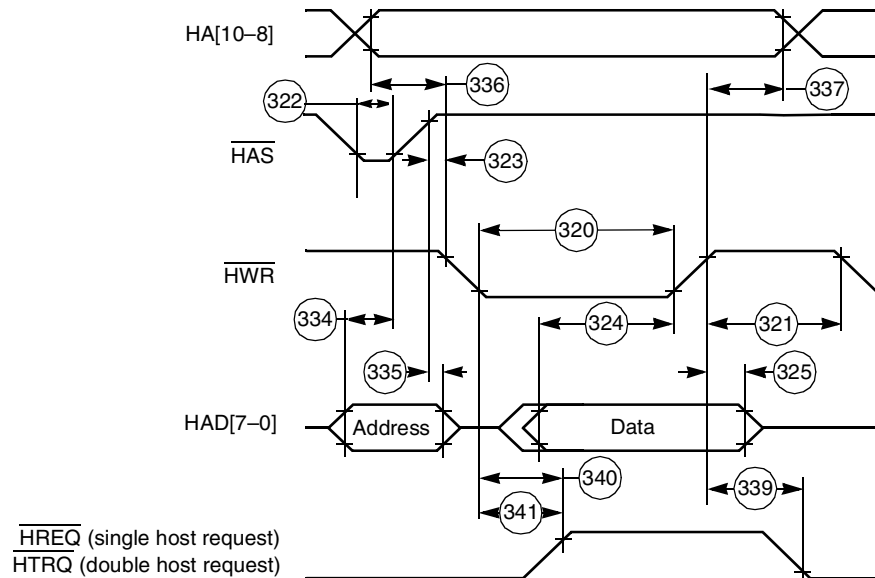 HA[10–8]
336
337
322
HAS
323
320
HWR
334
324
321
335
325
HAD[7–0]
Address
Data
340
341
339
HREQ (single host request)
HTRQ (double host request)